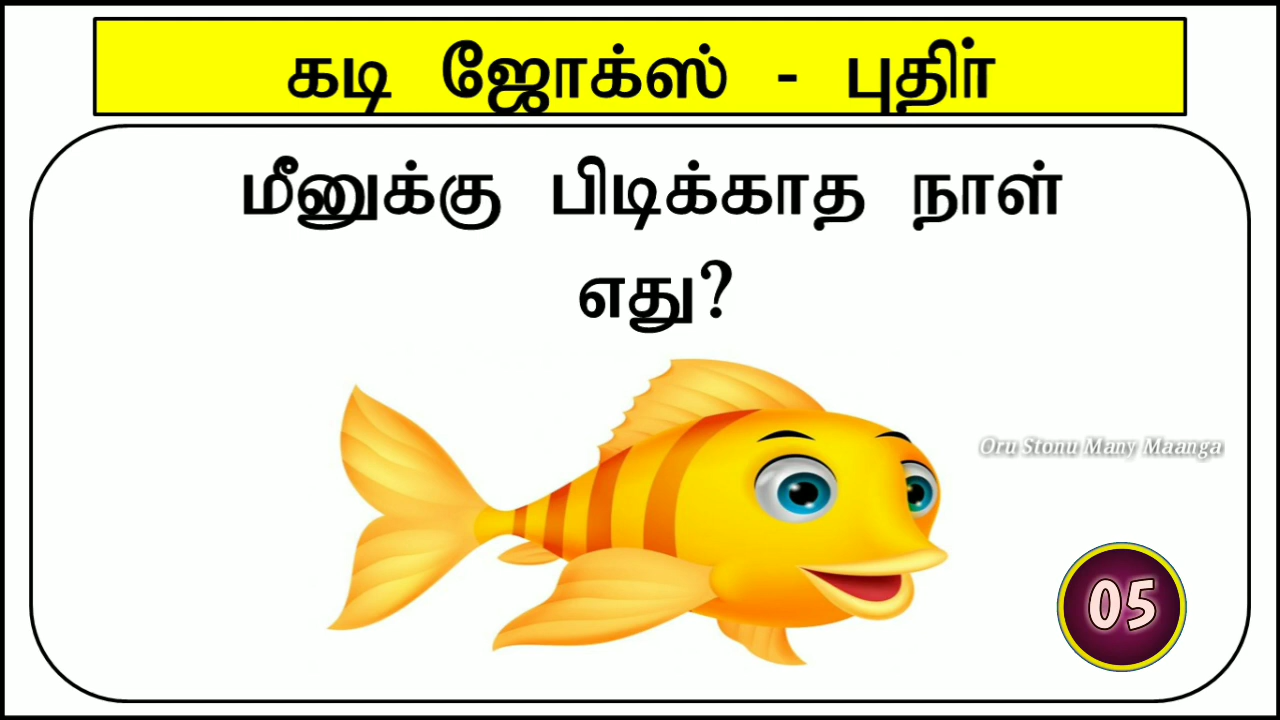 கடி ஜோக்ஸ் - புதிர்
மீனுக்கு பிடிக்காத நாள்
எது?
Oru Stonu Many Maanga
05